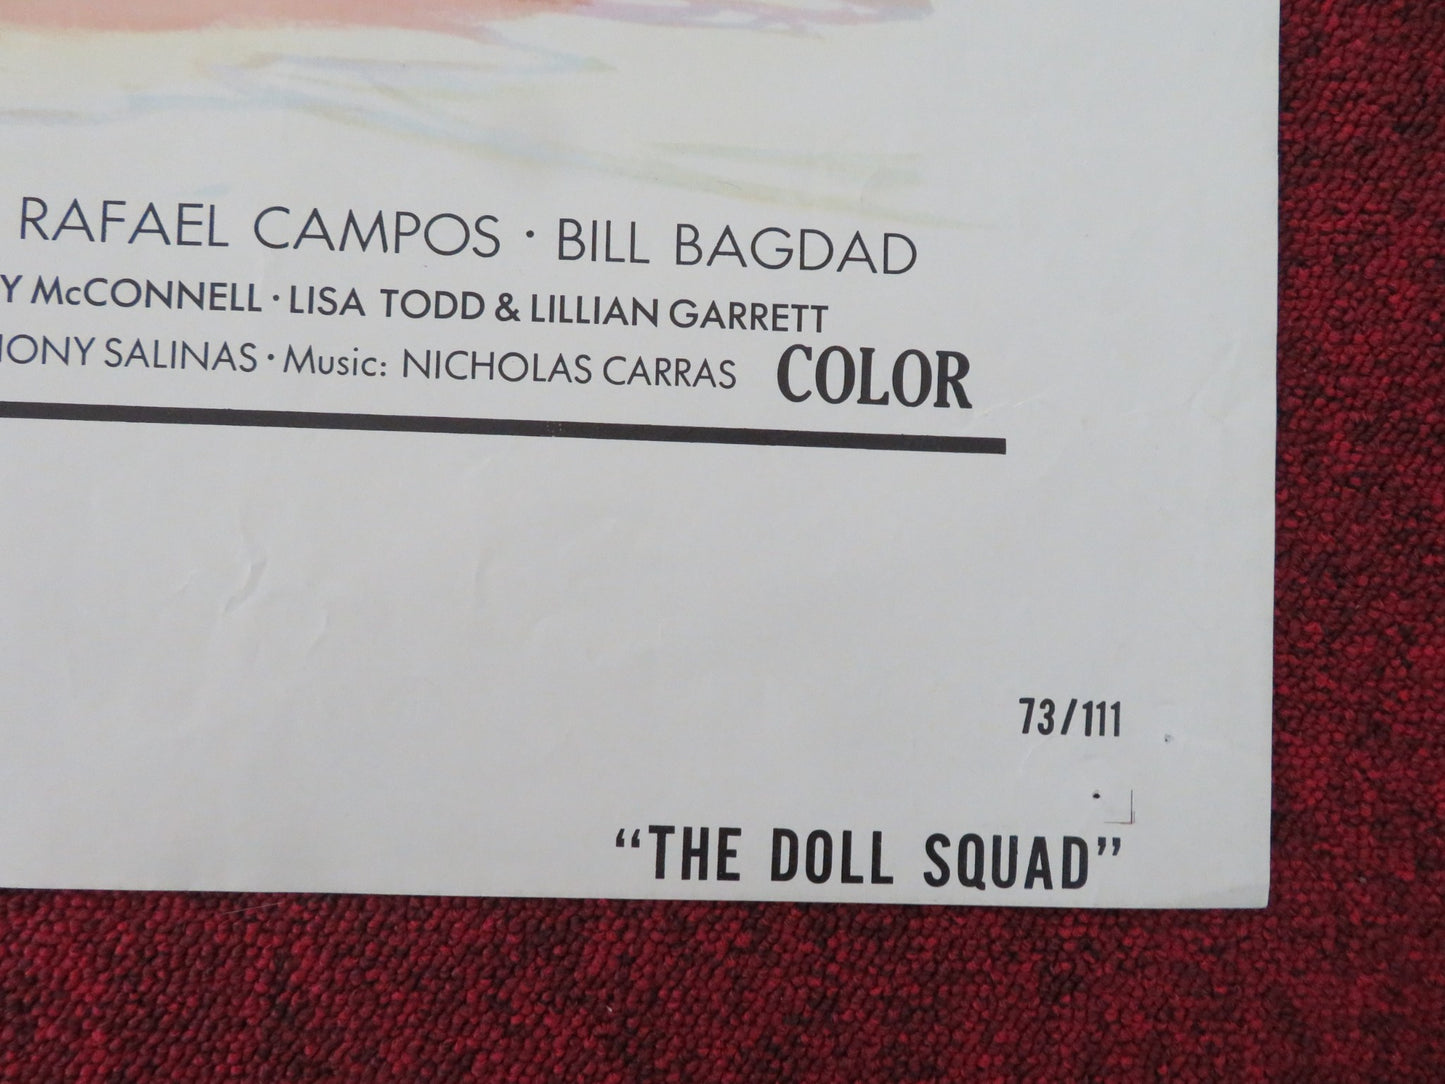 RAFAEL CAMPOS · BILL BAGDAD
Y McCONNELL · LISA TODD & LILLIAN GARRETT
IONY SALINAS · Music: NICHOLAS CARRAS COLOR
73/111
“THE DOLL SQUAD”